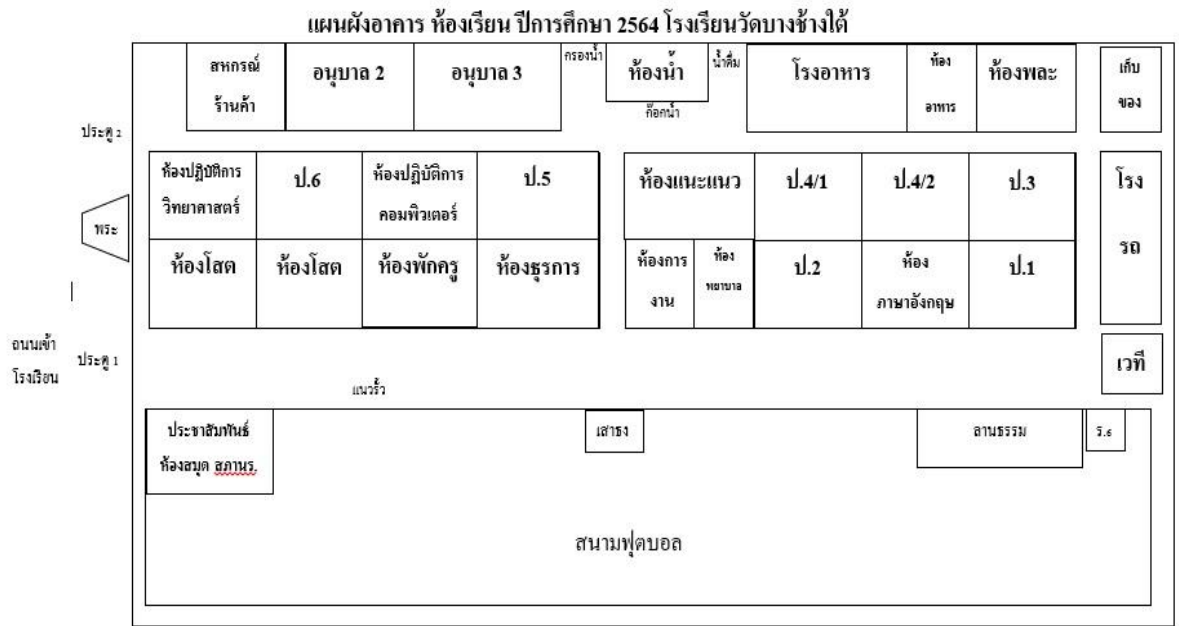 แผนผังอาคาร ห้องเรียน ปีการศึกษา 2564 โรงเรียนวัดบางช้างใต้
สหกรณ์
ร้านค้า
อนุบาล 2
อนุบาล 3
กรองน้ำ
ห้องน้ำ
น้ำดื่ม
ก๊อกน้ำ
โรงอาหาร
ห้อง
อาหาร
ห้องพละ
เก็บ
ของ
ประตู 2
ห้องปฏิบัติการ
วิทยาศาสตร์
ป.6
ห้องปฏิบัติการ
คอมพิวเตอร์
ป.5
ห้องแนะแนว
ป.4/1
ป.4/2
ป.3
โรง
รถ
พระ
ห้องโสต
ห้องโสต
ห้องพักครู
ห้องธุรการ
ห้องการ
งาน
ห้อง
พยาบาล
ป.2
ห้อง
ภาษาอังกฤษ
ป.1
ถนนเข้า
โรงเรียน
ประตู 1
เวที
แนวรั้ว
ประชาสัมพันธ์
ห้องสมุด สภานร.
เสาธง
ลานธรรม
ร.๖
สนามฟุตบอล